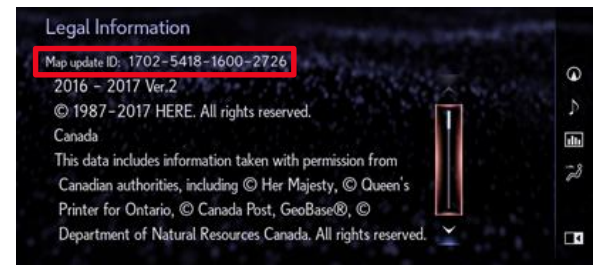 Legal Information
Map update ID: 1702-5418-1600-2726
2016 - 2017 Ver.2
© 1987-2017 HERE. All rights reserved.
Canada
This data includes information taken with permission from
Canadian authorities, including © Her Majesty, © Queen's
Printer for Ontario, © Canada Post, GeoBase®, ©
Department of Natural Resources Canada. All rights reserved.